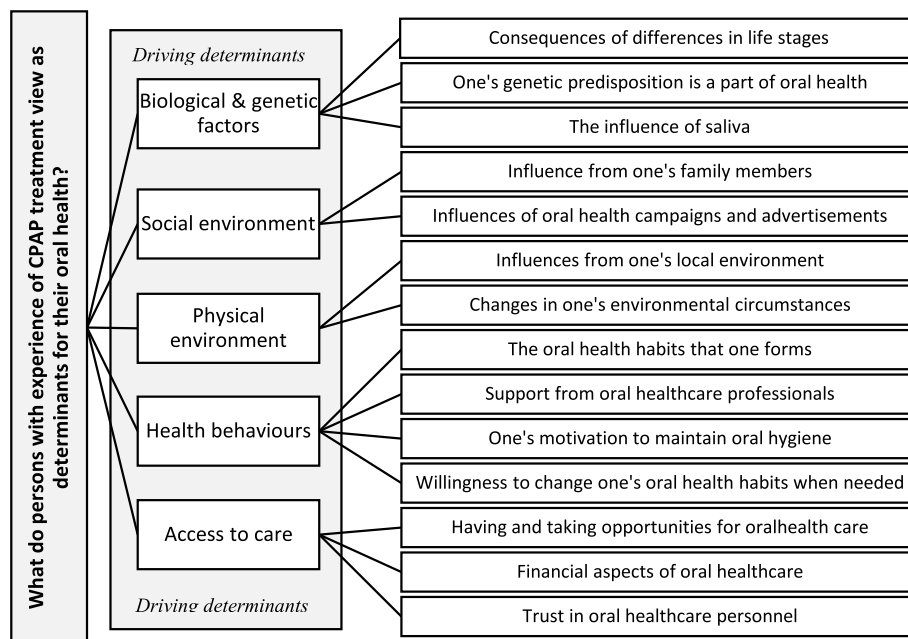 What do persons with experience of CPAP treatment view as
determinants for their oral health?
Driving determinants
Biological & genetic
factors
Social environment
Physical
environment
Health behaviours
Access to care
Driving determinants
Consequences of differences in life stages
One's genetic predisposition is a part of oral health
The influence of saliva
Influence from one's family members
Influences of oral health campaigns and advertisements
Influences from one's local environment
Changes in one's environmental circumstances
The oral health habits that one forms
Support from oral healthcare professionals
One's motivation to maintain oral hygiene
Willingness to change one's oral health habits when needed
Having and taking opportunities for oralhealth care
Financial aspects of oral healthcare
Trust in oral healthcare personnel